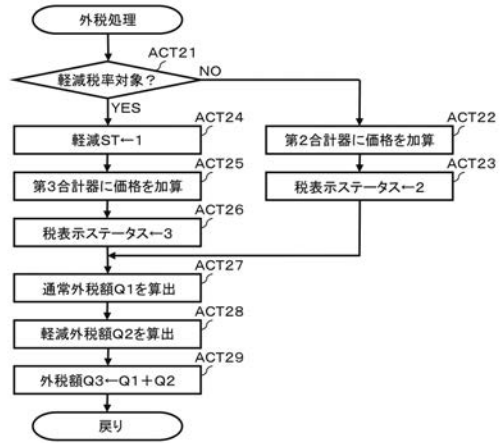 外税処理
ACT21
軽減税率対象?
NO
YES
ACT24
軽減ST←1
ACT22
第2合計器に価格を加算
ACT25
第3合計器に価格を加算
ACT23
税表示ステータス←2
ACT26
税表示ステータス←3
ACT27
通常外税額Q1を算出
ACT28
軽減外税額Q2を算出
ACT29
外税額Q3←Q1+Q2
戻り